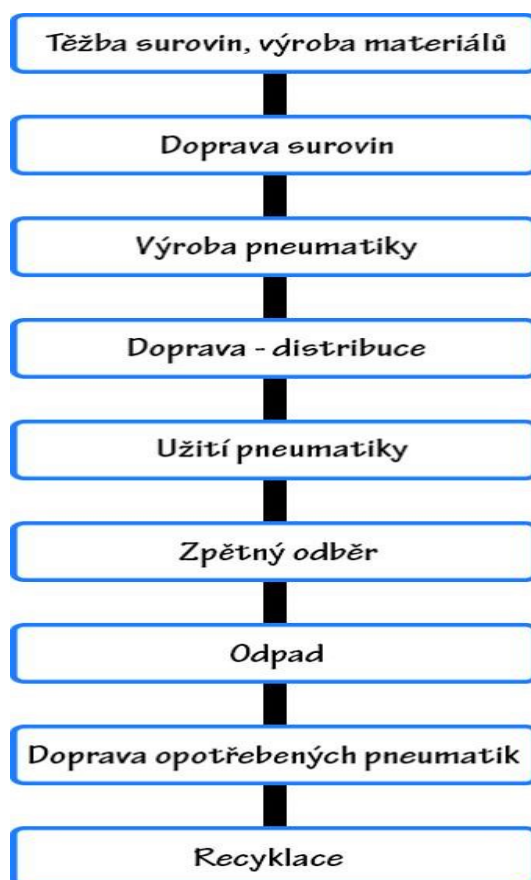 Těžba surovin, výroba materiálů
Doprava surovin
Výroba pneumatiky
Doprava - distribuce
Užití pneumatiky
Zpětný odběr
Odpad
Doprava opotřebených pneumatik
Recyklace